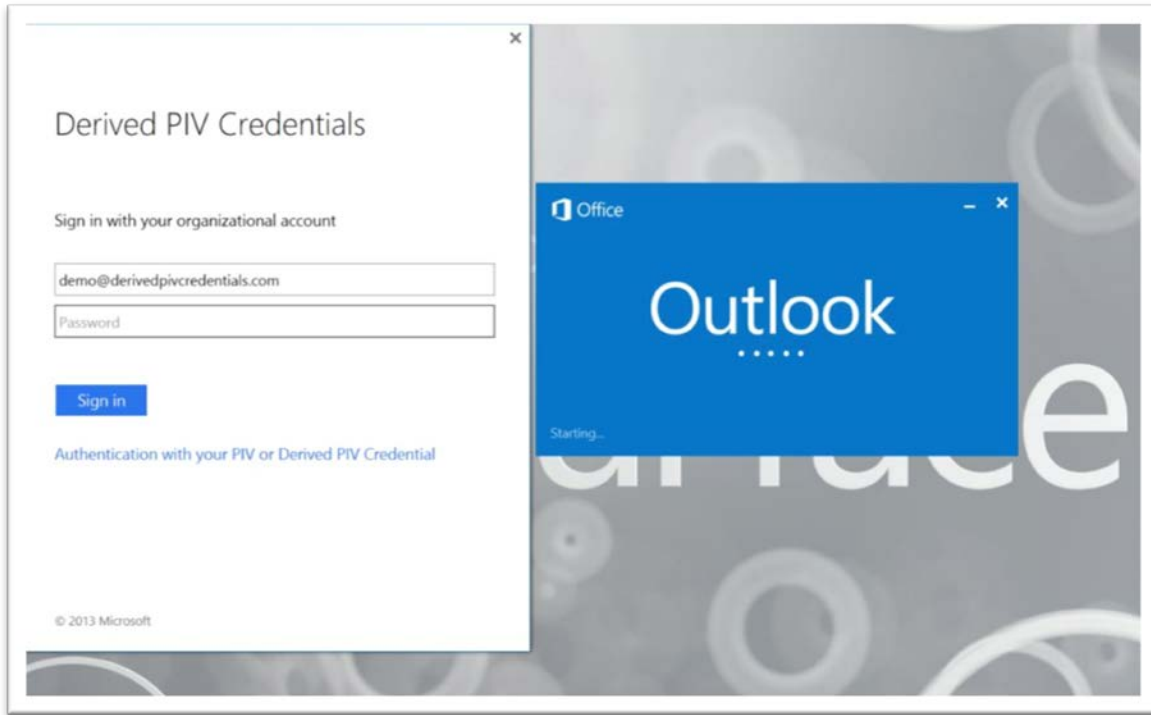 Derived PIV Credentials
Sign in with your organizational account
demo@derivedpivcredentials.com
Password
Sign in
Authentication with your PIV or Derived PIV Credential
© 2013 Microsoft
Office
Outlook
Starting...